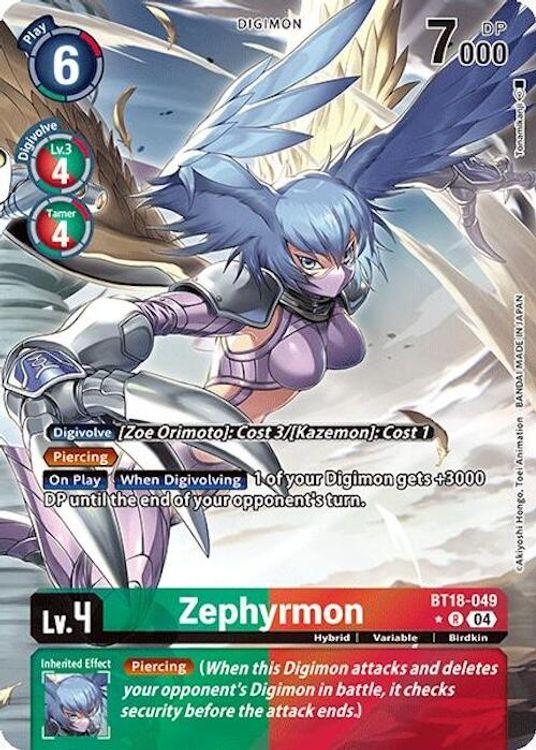 DIGIMON
Play
6
7000
DP
Digivolve
Lv.3
4
Tamer
4
Tonamikanji
©Akiyoshi Hongo, Toei Animation BANDAI MADE IN JAPAN
Digivolve [Zoe Orimoto]: Cost 3/[Kazemon]: Cost 1
Piercing
On Play When Digivolving 1 of your Digimon gets +3000
DP until the end of your opponent's turn.
BT18-049
Lv.4 Zephyrmon
R 04
Hybrid | Variable | Birdkin
Inherited Effect
Piercing (When this Digimon attacks and deletes
your opponent's Digimon in battle, it checks
security before the attack ends.)